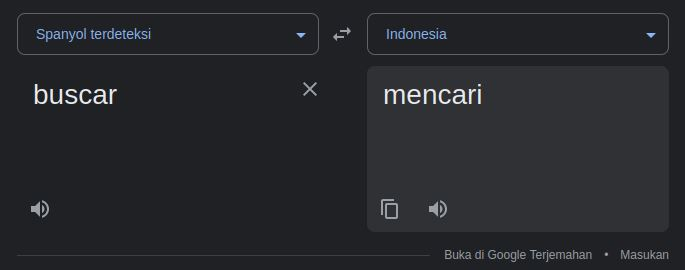 Spanyol terdeteksi
Indonesia
buscar
mencari
Buka di Google Terjemahan • Masukan